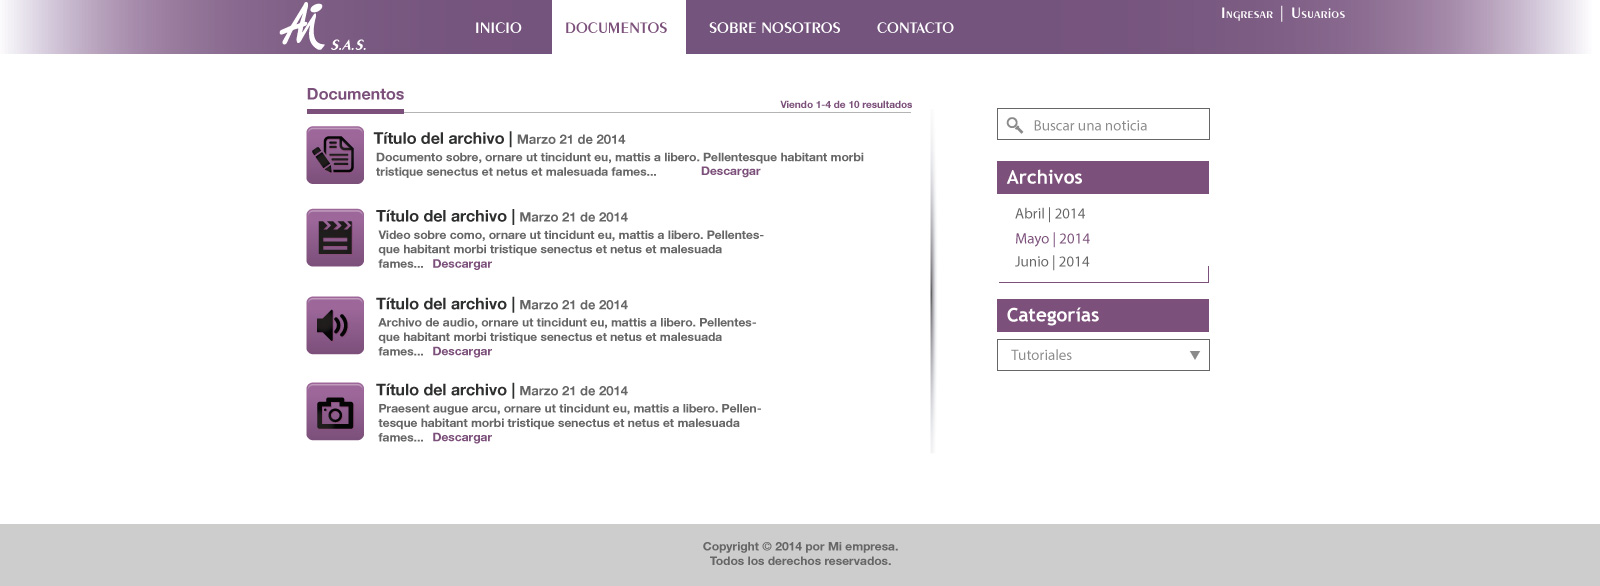 Mi S.A.S.
INICIO
DOCUMENTOS
SOBRE NOSOTROS
CONTACTO
Ingresar | Usuarios
Documentos
Viendo 1-4 de 10 resultados
Título del archivo | Marzo 21 de 2014
Documento sobre, ornare ut tincidunt eu, mattis a libero. Pellentesque habitant morbi
tristique senectus et netus et malesuada fames... Descargar
Título del archivo | Marzo 21 de 2014
Video sobre como, ornare ut tincidunt eu, mattis a libero. Pellentes-
que habitant morbi tristique senectus et netus et malesuada
fames... Descargar
Título del archivo | Marzo 21 de 2014
Archivo de audio, ornare ut tincidunt eu, mattis a libero. Pellentes-
que habitant morbi tristique senectus et netus et malesuada
fames... Descargar
Título del archivo | Marzo 21 de 2014
Praesent augue arcu, ornare ut tincidunt eu, mattis a libero. Pellen-
tesque habitant morbi tristique senectus et netus et malesuada
fames... Descargar
Buscar una noticia
Archivos
Abril | 2014
Mayo | 2014
Junio | 2014
Categorías
Tutoriales
Copyright © 2014 por Mi empresa.
Todos los derechos reservados.